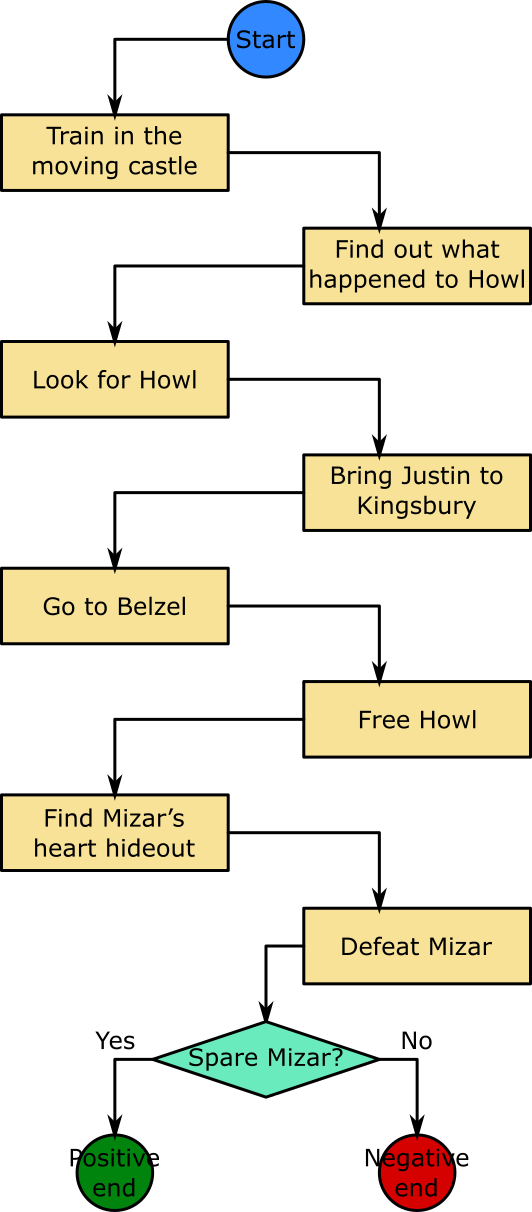 Start
Train in the
moving castle
Find out what
happened to Howl
Look for Howl
Bring Justin to
Kingsbury
Go to Belzel
Free Howl
Find Mizar’s
heart hideout
Defeat Mizar
Spare Mizar?
Yes
No
Positive
end
Negative
end